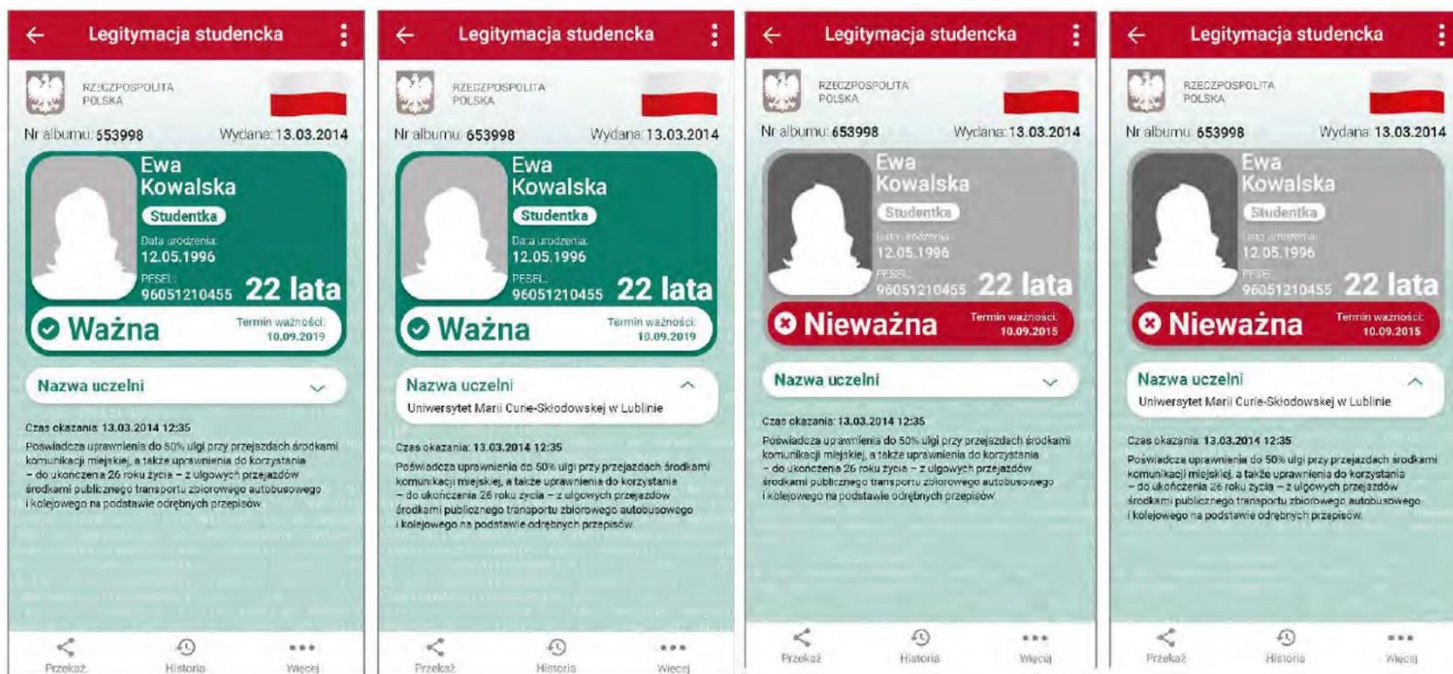 Legitymacja studencka
RZECZPOSPOLITA
POLSKA
Nr albumu: 653998 Wydana: 13.03.2014
Ewa
Kowalska
Studentka
Data urodzenia:
12.05.1996
PESEL:
96051210455 22 lata
Ważna Termin ważności:
10.09.2019
Nazwa uczelni
Czas okazania: 13.03.2014 12:35
Poświadcza uprawnienia do 50% ulgi przy przejazdach środkami
komunikacji miejskiej, a także uprawnienia do korzystania
– do ukończenia 26 roku życia – z ulgowych przejazdów
środkami publicznego transportu zbiorowego autobusowego
i kolejowego na podstawie odrębnych przepisów.
Przekaż Historia Więcej
Legitymacja studencka
RZECZPOSPOLITA
POLSKA
Nr albumu: 653998 Wydana: 13.03.2014
Ewa
Kowalska
Studentka
Data urodzenia:
12.05.1996
PESEL:
96051210455 22 lata
Ważna Termin ważności:
10.09.2019
Nazwa uczelni
Uniwersytet Marii Curie-Skłodowskej w Lublinie
Czas okazania: 13.03.2014 12:35
Poświadcza uprawnienia do 50% ulgi przy przejazdach środkami
komunikacji miejskiej, a także uprawnienia do korzystania
– do ukończenia 26 roku życia – z ulgowych przejazdów
środkami publicznego transportu zbiorowego autobusowego
i kolejowego na podstawie odrębnych przepisów.
Przekaż Historia Więcej
Legitymacja studencka
RZECZPOSPOLITA
POLSKA
Nr albumu: 653998 Wydana: 13.03.2014
Ewa
Kowalska
Studentka
Data urodzenia:
12.05.1996
PESEL:
96051210455 22 lata
Nieważna Termin ważności:
10.09.2015
Nazwa uczelni
Czas okazania: 13.03.2014 12:35
Poświadcza uprawnienia do 50% ulgi przy przejazdach środkami
komunikacji miejskiej, a także uprawnienia do korzystania
– do ukończenia 26 roku życia – z ulgowych przejazdów
środkami publicznego transportu zbiorowego autobusowego
i kolejowego na podstawie odrębnych przepisów.
Przekaż Historia Więcej
Legitymacja studencka
RZECZPOSPOLITA
POLSKA
Nr albumu: 653998 Wydana: 13.03.2014
Ewa
Kowalska
Studentka
Data urodzenia:
12.05.1996
PESEL:
96051210455 22 lata
Nieważna Termin ważności:
10.09.2015
Nazwa uczelni
Uniwersytet Marii Curie-Skłodowskej w Lublinie
Czas okazania: 13.03.2014 12:35
Poświadcza uprawnienia do 50% ulgi przy przejazdach środkami
komunikacji miejskiej, a także uprawnienia do korzystania
– do ukończenia 26 roku życia – z ulgowych przejazdów
środkami publicznego transportu zbiorowego autobusowego
i kolejowego na podstawie odrębnych przepisów.
Przekaż Historia Więcej